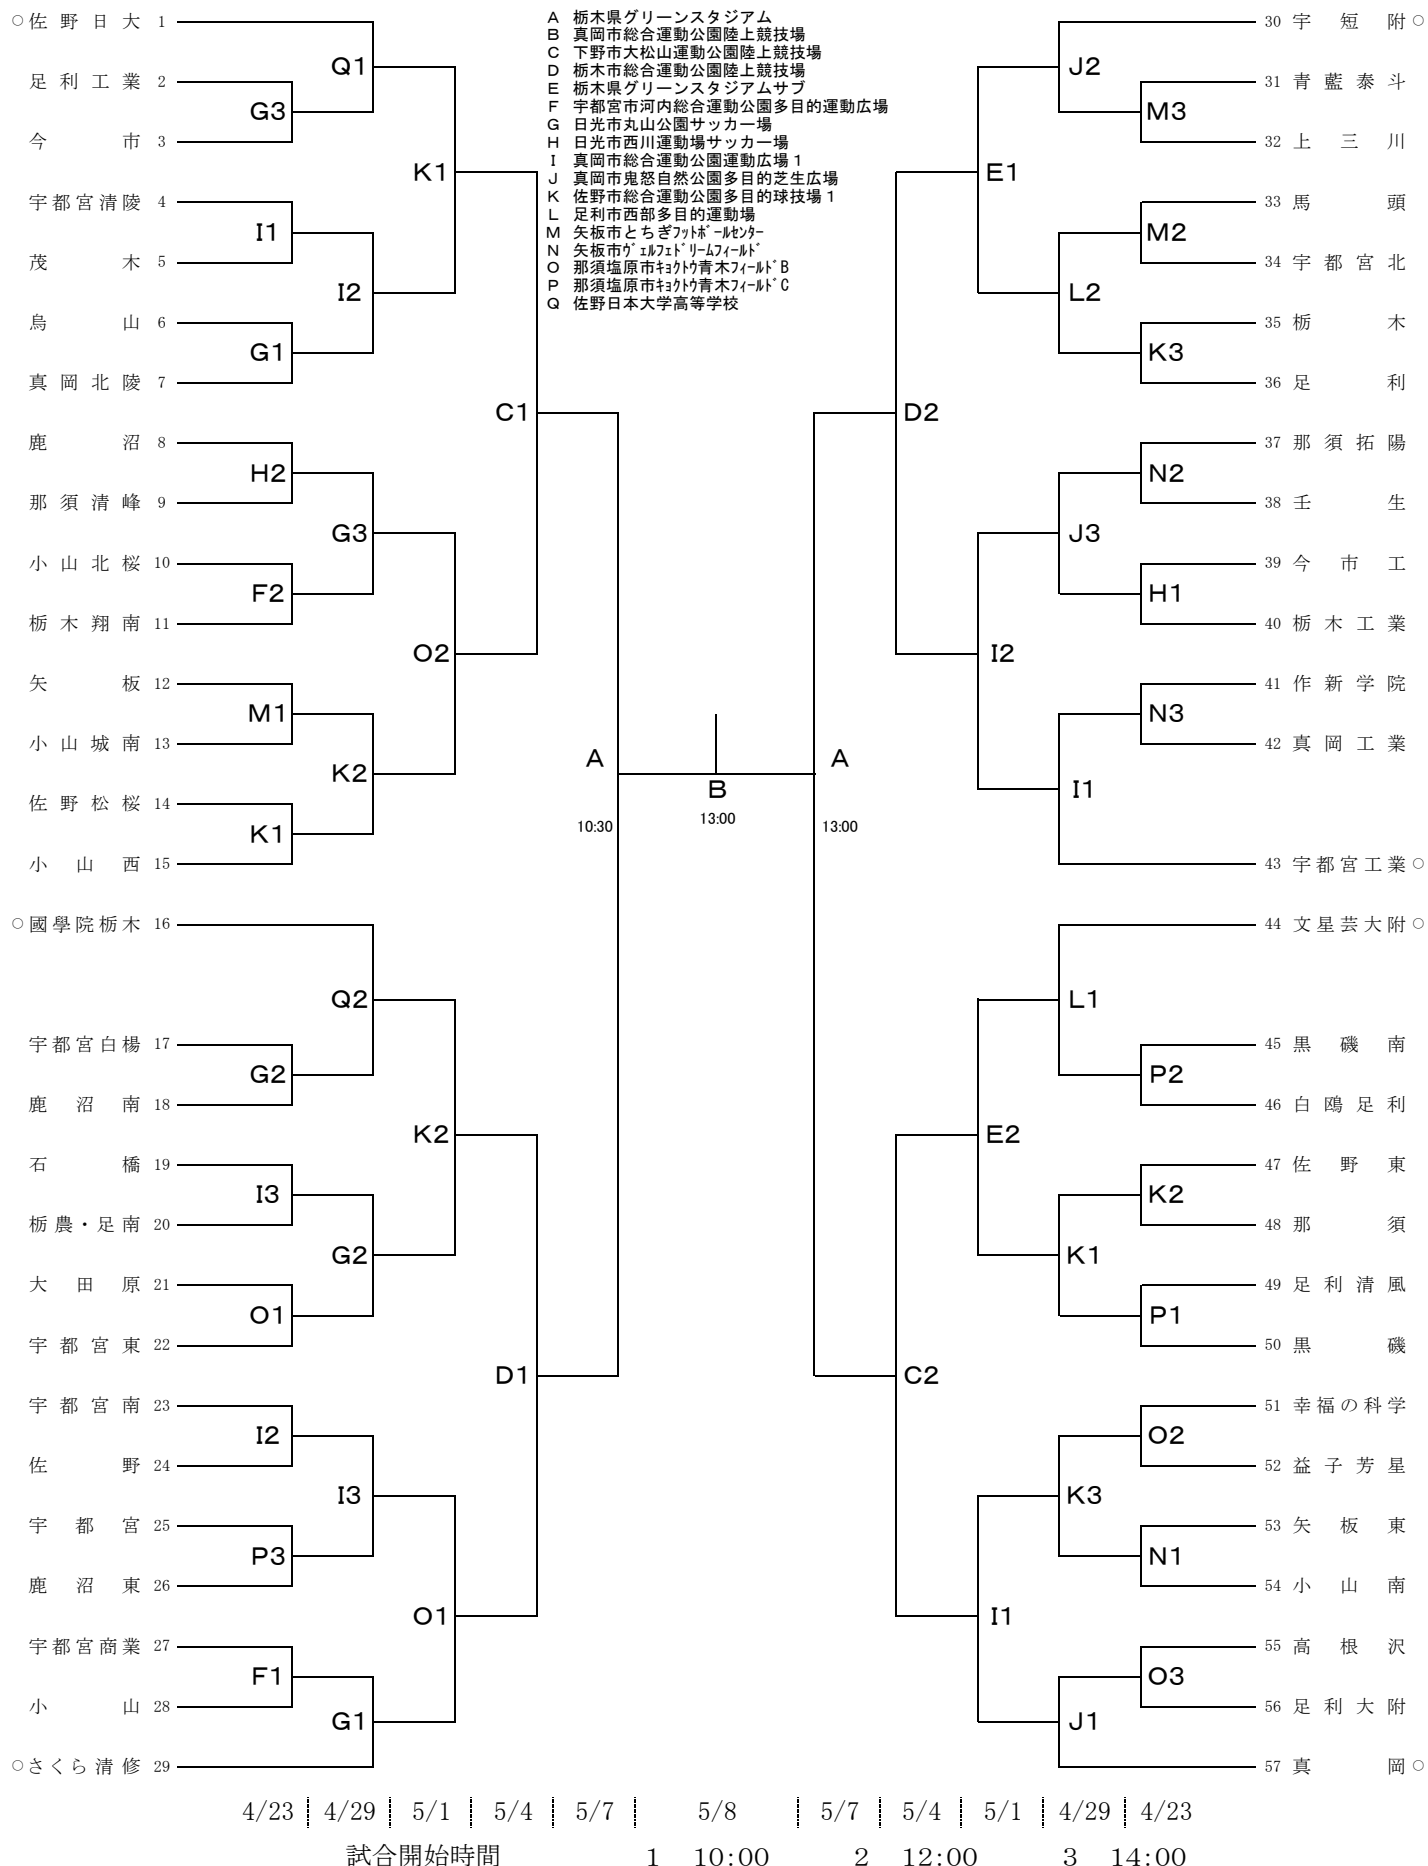 A 栃木県グリーンスタジアム
B 真岡市総合運動公園陸上競技場
C 下野市大松山運動公園陸上競技場
D 栃木市総合運動公園陸上競技場
E 栃木県グリーンスタジアムサブ
F 宇都宮市河内総合運動公園多目的運動広場
G 日光市丸山公園サッカー場
H 日光市西川運動場サッカー場
I 真岡市総合運動公園運動広場1
J 真岡市鬼怒自然公園多目的芝生広場
K 佐野市総合運動公園多目的球技場1
L 足利市西部多目的運動場
M 矢板市とちぎﾌｯﾄﾎﾞｰﾙｾﾝﾀｰ
N 矢板市ｳﾞｪﾙﾌｪﾄﾞﾘｰﾑﾌｨｰﾙﾄﾞ
O 那須塩原市ｷｮｸﾄｳ青木ﾌｨｰﾙﾄﾞB
P 那須塩原市ｷｮｸﾄｳ青木ﾌｨｰﾙﾄﾞC
Q 佐野日本大学高等学校
○佐野日大 1
足利工業 2
今市 3
宇都宮清陵 4
茂木 5
烏山 6
真岡北陵 7
鹿沼 8
那須清峰 9
小山北桜 10
栃木翔南 11
矢板 12
小山城南 13
佐野松桜 14
小山西 15
○國學院栃木 16
宇都宮白楊 17
鹿沼南 18
石橋 19
栃農・足南 20
大田原 21
宇都宮東 22
宇都宮南 23
佐野 24
宇都宮 25
鹿沼東 26
宇都宮商業 27
小山 28
○さくら清修 29
G3
I1
G1
H2
F2
M1
K1
G2
I3
O1
I2
P3
F1
Q1
I2
G3
K2
Q2
G2
I3
G1
K1
O2
K2
O1
C1
D1
A
10:30
B
13:00
A
13:00
D2
C2
E1
I2
E2
I1
J2
L2
J3
I1
L1
K1
K3
J1
M3
M2
K3
N2
H1
N3
P2
K2
P1
O2
N1
O3
30 宇短附○
31 青藍泰斗
32 上三川
33 馬頭
34 宇都宮北
35 栃木
36 足利
37 那須拓陽
38 壬生
39 今市工
40 栃木工業
41 作新学院
42 真岡工業
43 宇都宮工業○
44 文星芸大附○
45 黒磯南
46 白鴎足利
47 佐野東
48 那須
49 足利清風
50 黒磯
51 幸福の科学
52 益子芳星
53 矢板東
54 小山南
55 高根沢
56 足利大附
57 真岡○
4/23 4/29 5/1 5/4 5/7 5/8 5/7 5/4 5/1 4/29 4/23
試合開始時間 1 10:00 2 12:00 3 14:00